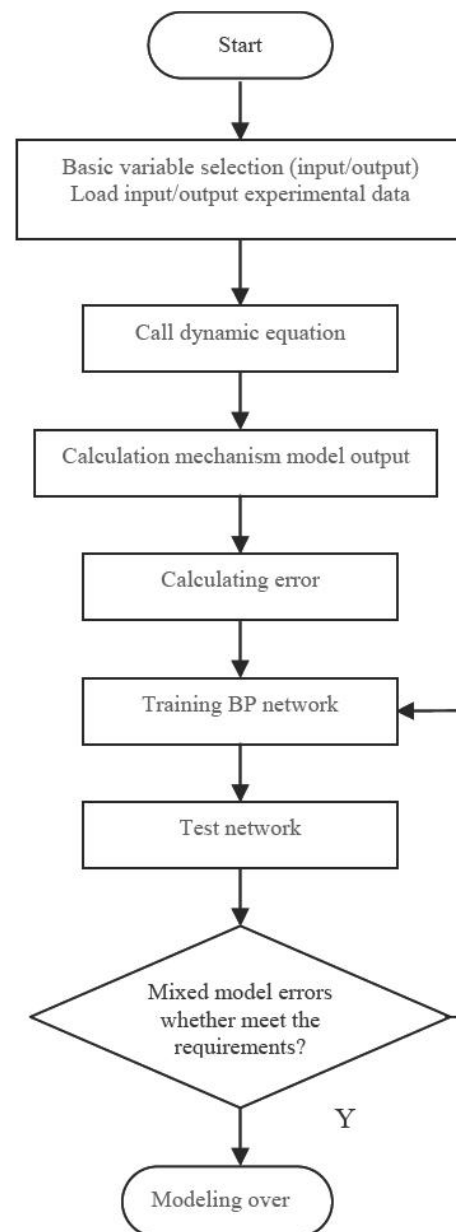 Start
Basic variable selection (input/output)
Load input/output experimental data
Call dynamic equation
Calculation mechanism model output
Calculating error
Training BP network
Test network
Mixed model errors
whether meet the
requirements?
Y
Modeling over